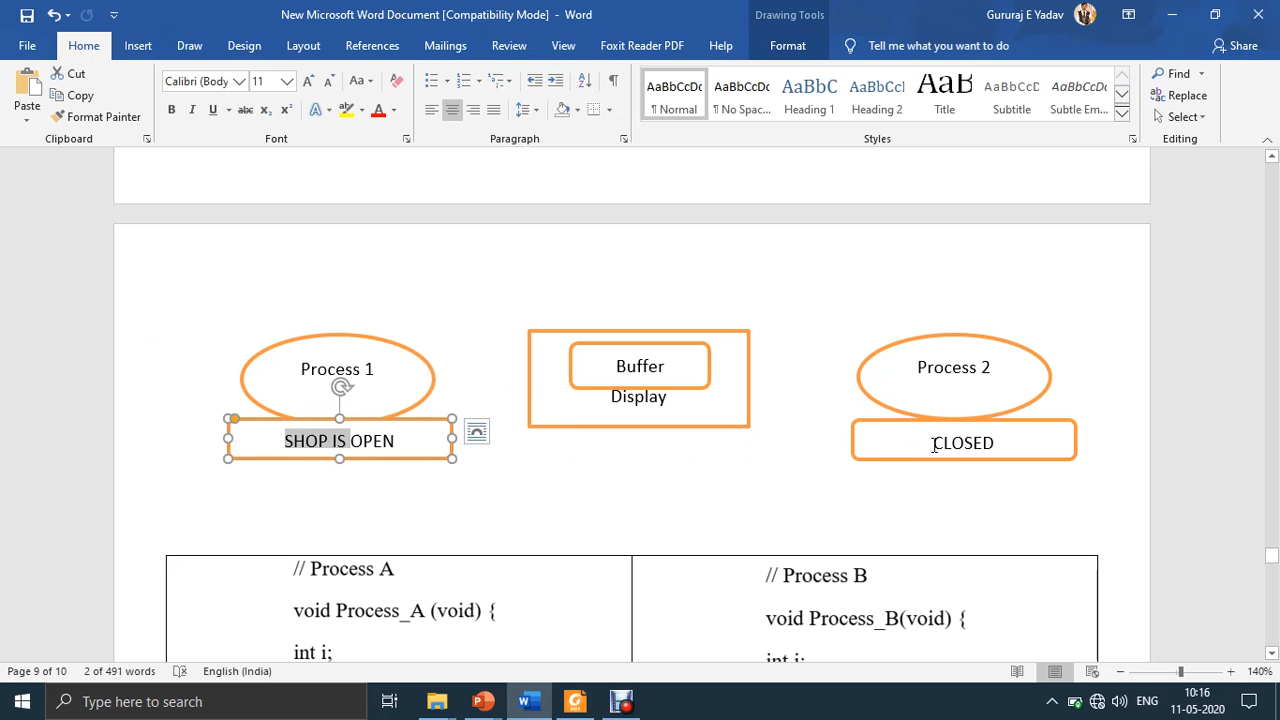 New Microsoft Word Document [Compatibility Mode] - Word
Drawing Tools
Gururaj E Yadav
File Home Insert Draw Design Layout References Mailings Review View Foxit Reader PDF Help Format Tell me what you want to do Share
Paste
Cut
Copy
Format Painter
Clipboard
Calibri (Body 11
Font
Paragraph
AaBbCcDc AaBbCcDc AaBbC AaBbCcl AaB AaBbCcC AaBbCcDc
¶ Normal ¶ No Spac... Heading 1 Heading 2 Title Subtitle Subtle Em...
Styles
Find
Replace
Select
Editing
Process 1
Buffer
Display
Process 2
SHOP IS OPEN
CLOSED
// Process A
void Process_A (void) {
int i;
// Process B
void Process_B(void) {
int i;
Page 9 of 10 2 of 491 words English (India) 140%
Type here to search
ENG
10:16
11-05-2020